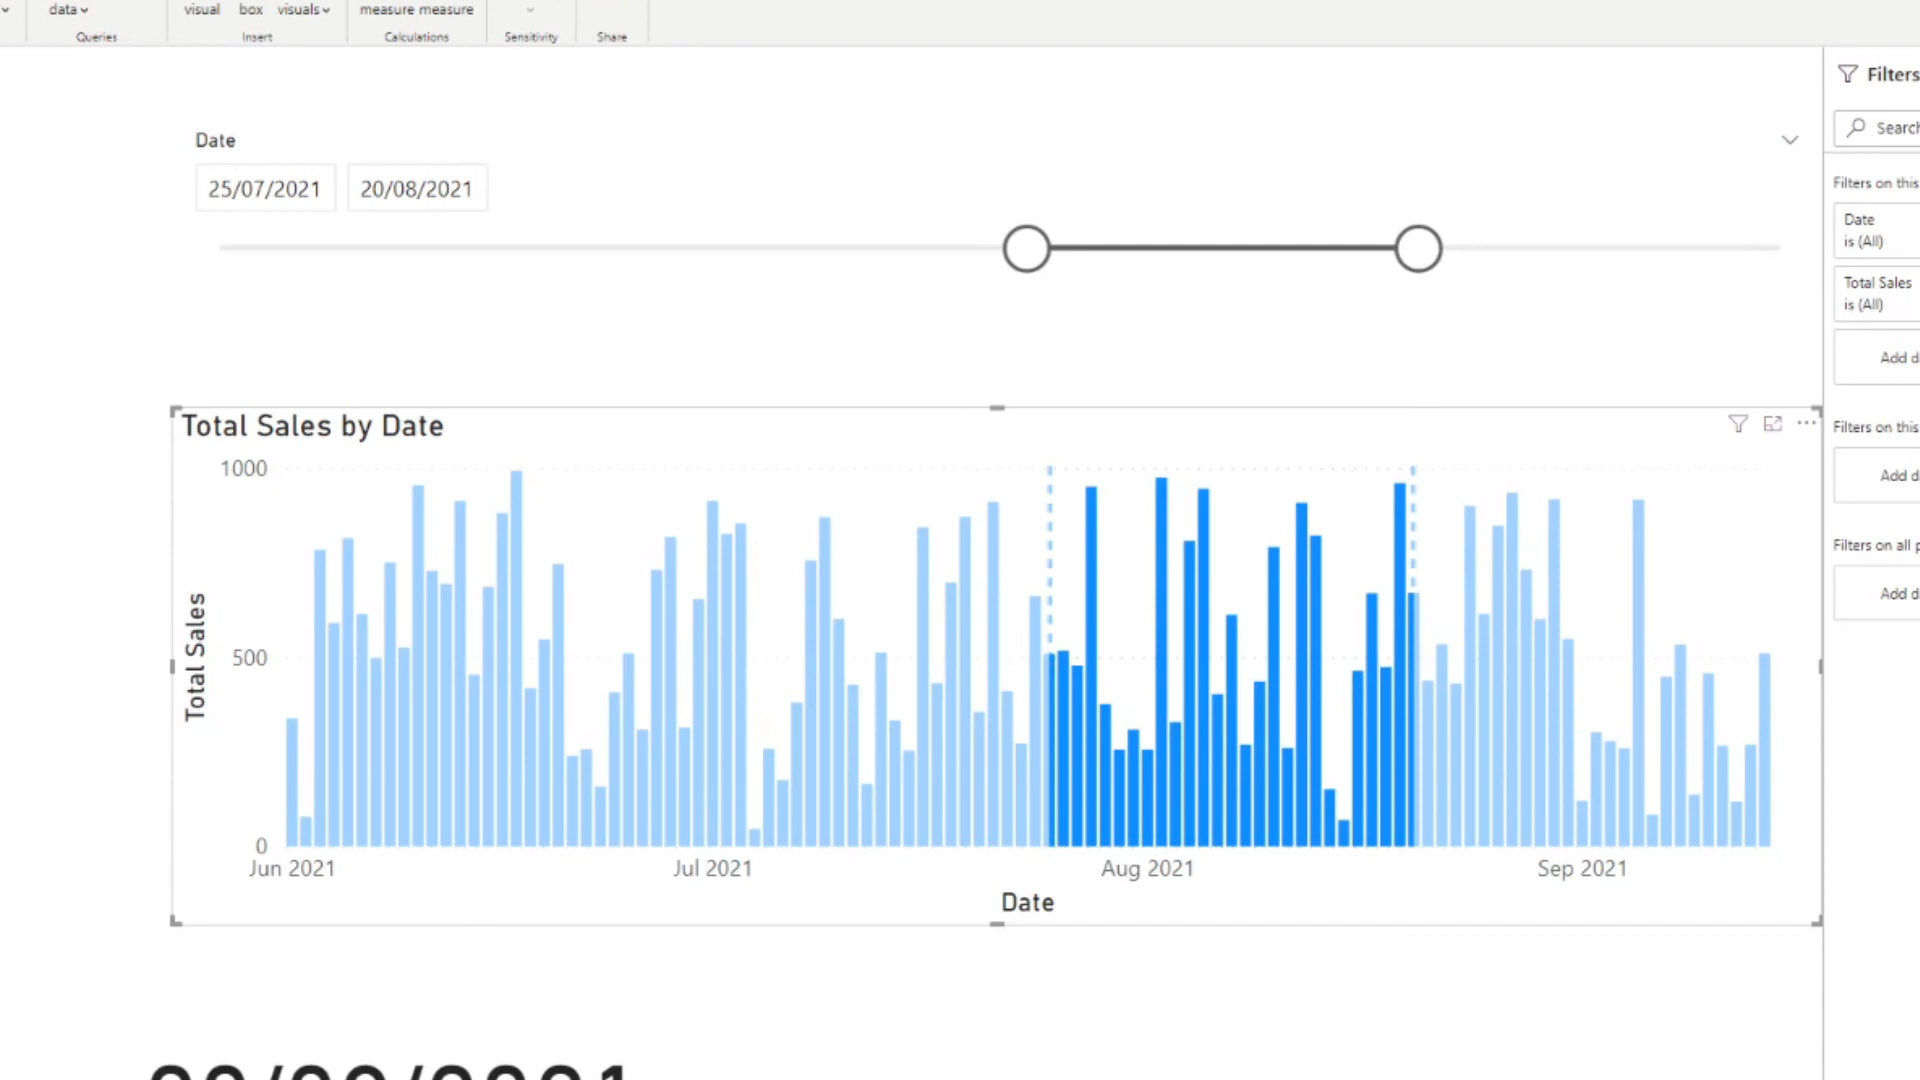 data
visual box visuals
measure measure
Queries
Insert
Calculations
Sensitivity
Share
Filters
Search
Date
25/07/2021
20/08/2021
Filters on this
Date
is (All)
Total Sales
is (All)
Add d
Filters on this
Add d
Filters on all p
Add d
Total Sales by Date
1000
500
0
Total Sales
Jun 2021
Jul 2021
Aug 2021
Sep 2021
Date